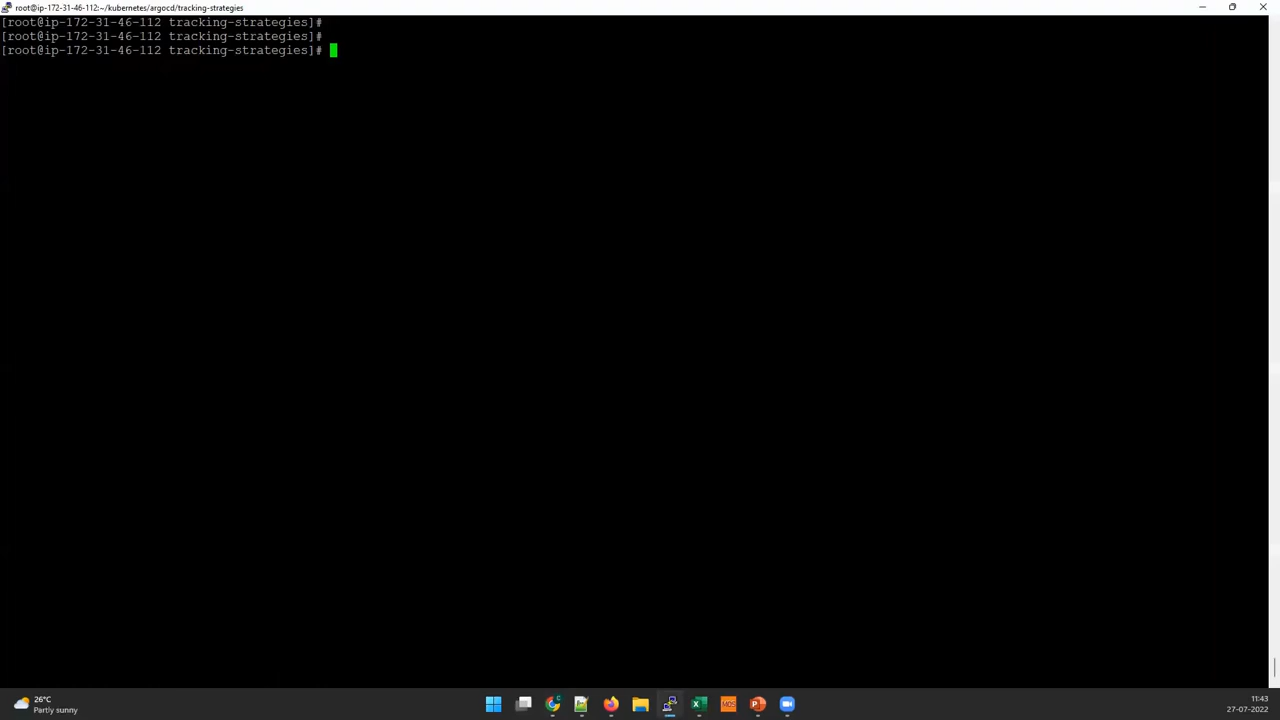 root@ip-172-31-46-112:~/kubernetes/argocd/tracking-strategies
[root@ip-172-31-46-112 tracking-strategies]#
[root@ip-172-31-46-112 tracking-strategies]#
[root@ip-172-31-46-112 tracking-strategies]#
26°C
Partly sunny
MDS
11:43
27-07-2022